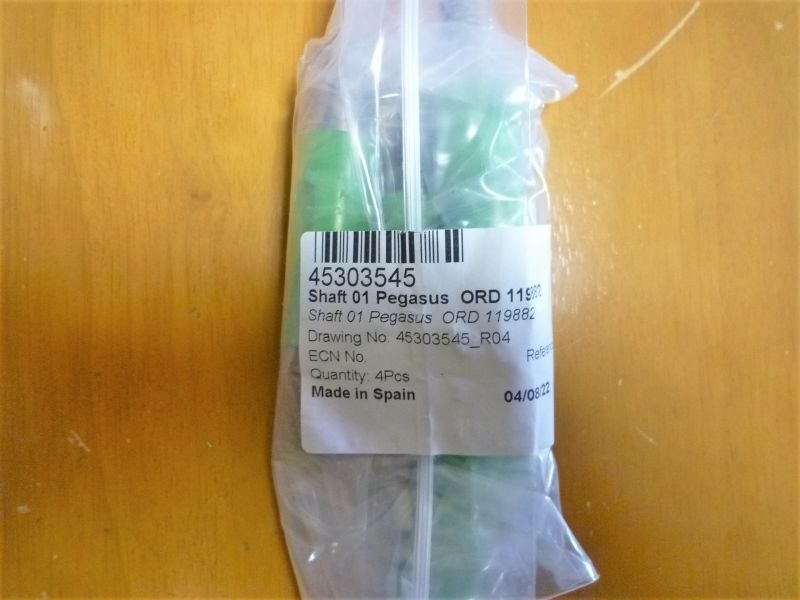 45303545
Shaft 01 Pegasus ORD 119882
Shaft 01 Pegasus ORD 119882
Drawing No. 45303545_R04
ECN No.
Quantity: 4Pcs
Made in Spain
04/08/22